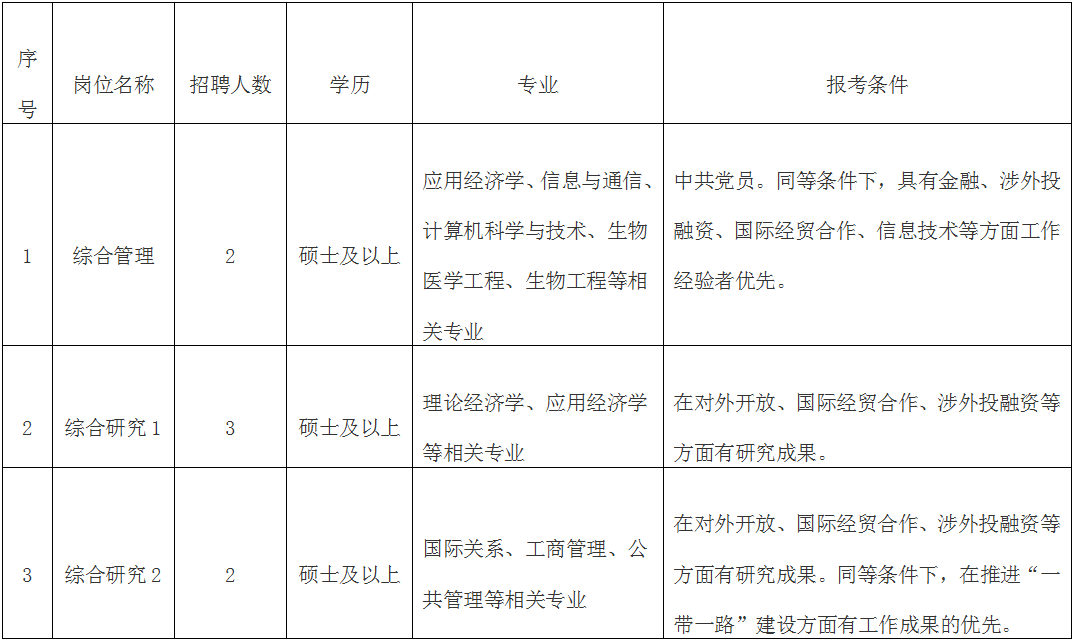 序
号
岗位名称
招聘人数
学历
专业
报考条件
1
综合管理
2
硕士及以上
应用经济学、信息与通信、
计算机科学与技术、生物
医学工程、生物工程等相
关专业
中共党员。同等条件下，具有金融、涉外投
融资、国际经贸合作、信息技术等方面工作
经验者优先。
2
综合研究1
3
硕士及以上
理论经济学、应用经济学
等相关专业
在对外开放、国际经贸合作、涉外投融资等
方面有研究成果。
3
综合研究2
2
硕士及以上
国际关系、工商管理、公
共管理等相关专业
在对外开放、国际经贸合作、涉外投融资等
方面有研究成果。同等条件下，在推进“一
带一路”建设方面有工作成果的优先。